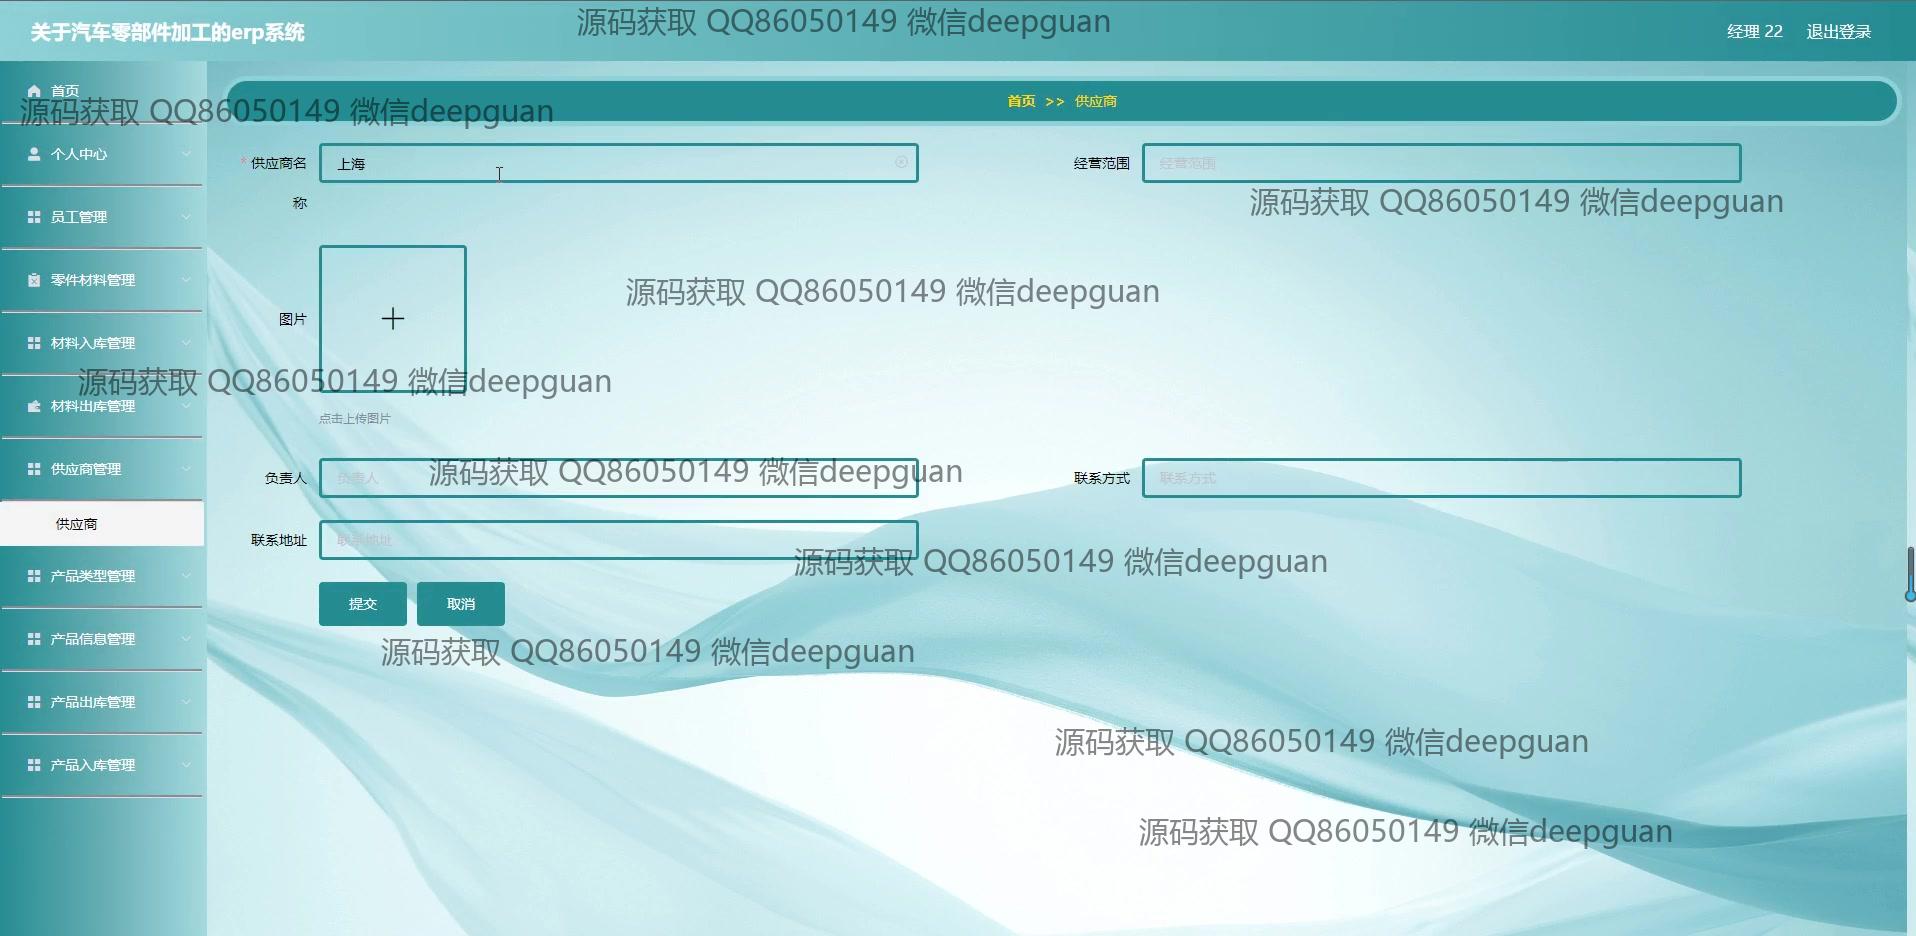 关于汽车零部件加工的erp系统
源码获取 QQ86050149 微信deepguan
经理 22
退出登录
首页
源码获取 QQ86050149 微信deepguan
首页 >> 供应商
个人中心
* 供应商名称
上海
经营范围
经营范围
源码获取 QQ86050149 微信deepguan
员工管理
零件材料管理
源码获取 QQ86050149 微信deepguan
图片
材料入库管理
源码获取 QQ86050149 微信deepguan
材料出库管理
点击上传图片
供应商管理
负责人
负责人
源码获取 QQ86050149 微信deepguan
联系方式
联系方式
供应商
联系地址
联系地址
源码获取 QQ86050149 微信deepguan
产品类型管理
提交
取消
产品信息管理
源码获取 QQ86050149 微信deepguan
产品出库管理
源码获取 QQ86050149 微信deepguan
产品入库管理
源码获取 QQ86050149 微信deepguan